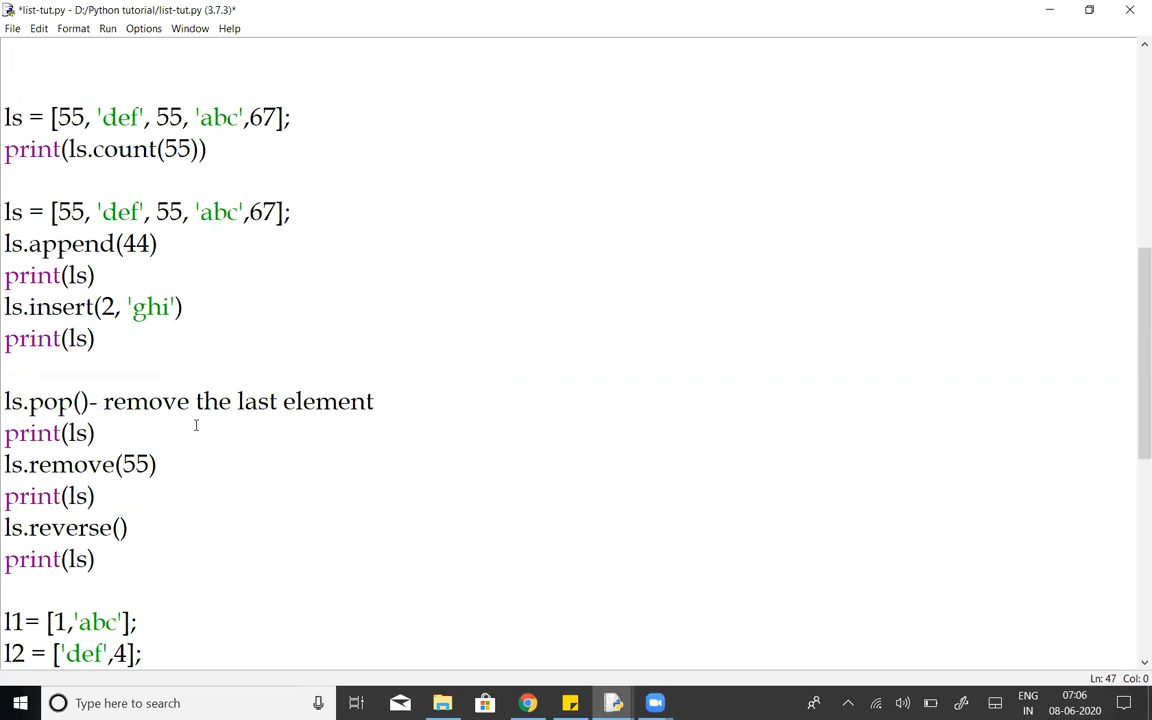 *list-tut.py - D:/Python tutorial/list-tut.py (3.7.3)*
File Edit Format Run Options Window Help
ls = [55, 'def', 55, 'abc',67];
print(ls.count(55))
ls = [55, 'def', 55, 'abc',67];
ls.append(44)
print(ls)
ls.insert(2, 'ghi')
print(ls)
ls.pop()- remove the last element
print(ls)
ls.remove(55)
print(ls)
ls.reverse()
print(ls)
l1= [1,'abc'];
l2 = ['def',4];
Ln: 47 Col: 0
Type here to search
ENG 07:06
IN 08-06-2020